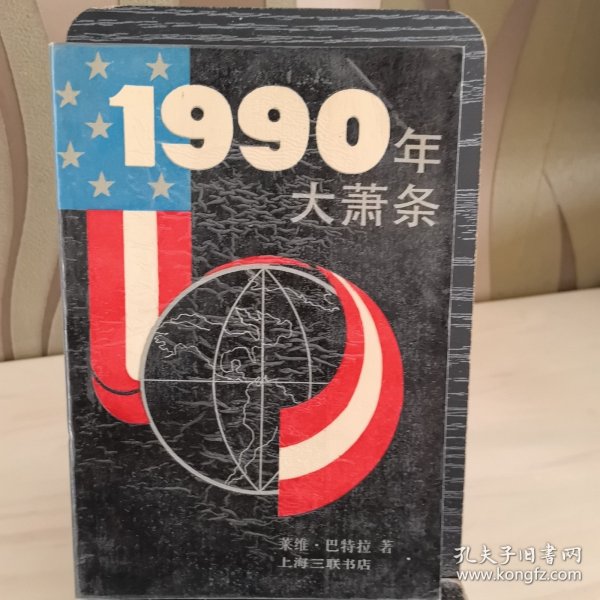 1990年
大萧条
莱维·巴特拉 著
上海三联书店
孔夫子旧书网
www.kongfz.com